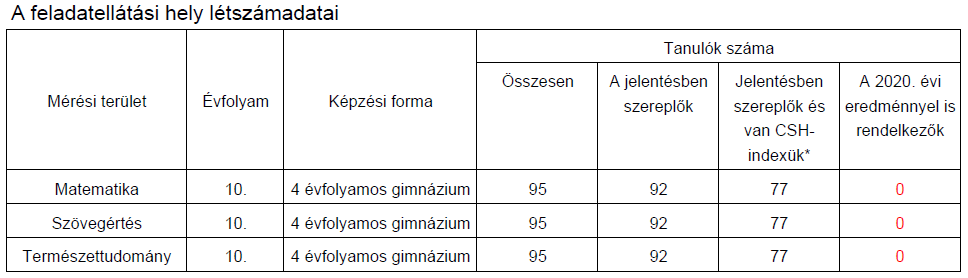 A feladatellátási hely létszámadatai
Mérési terület Évfolyam Képzési forma Tanulók száma
Összesen A jelentésben szereplők Jelentésben szereplők és van CSH-indexük* A 2020. évi eredménnyel is rendelkezők
Matematika 10. 4 évfolyamos gimnázium 95 92 77 0
Szövegértés 10. 4 évfolyamos gimnázium 95 92 77 0
Természettudomány 10. 4 évfolyamos gimnázium 95 92 77 0